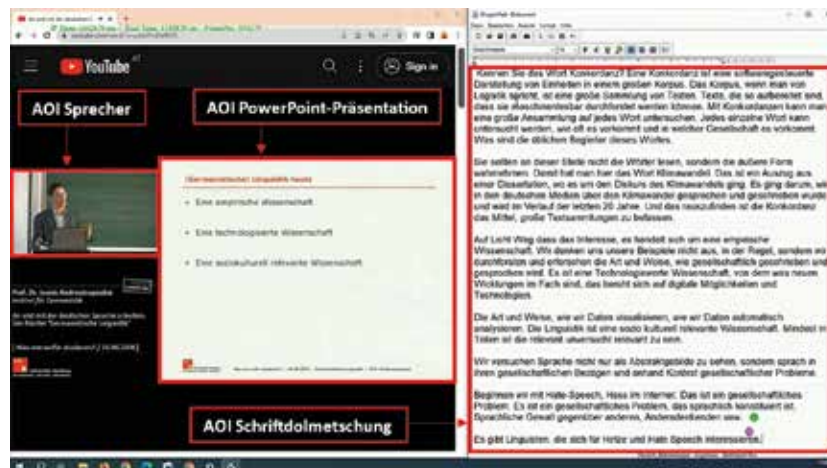 YouTube
Sign in
AOI Sprecher
AOI PowerPoint-Präsentation
(Germanistische) Linguistik heute
• Eine empirische Wissenschaft
• Eine technologisierte Wissenschaft
• Eine soziokulturell relevante Wissenschaft
AOI Schriftdolmetschung
Kennen Sie das Wort Konkordanz? Eine Konkordanz ist eine softwaregesteuerte
Darstellung von Einheiten in einem großen Korpus. Das Korpus, wenn man von
Logistik spricht, ist eine große Sammlung von Texten. Texte, die so aufbereitet sind,
dass sie maschinenlesbar durchforstet werden können. Mit Konkordanzen kann man
eine große Ansammlung auf jedes Wort untersuchen. Jedes einzelne Wort kann
untersucht werden, wie oft es vorkommt und in welcher Gesellschaft es vorkommt.
Was sind die üblichen Begleiter dieses Wortes.
Sie sollten an dieser Stelle nicht die Wörter lesen, sondern die äußere Form
wahrnehmen. Damit hat man hier das Wort Klimawandel. Das ist ein Auszug aus
einer Dissertation, wo es um den Diskurs des Klimawandels ging. Es ging darum, wie
in den deutschen Medien über den Klimawandel gesprochen und geschrieben wurde
und wird im Verlauf der letzten 20 Jahre. Und das rauszufinden ist die Konkordanz
das Mittel, große Textsammlungen zu befassen.
Auf Licht Weg dass das Interesse, es handelt sich um eine empirische
Wissenschaft. Wir denken uns unsere Beispiele nicht aus, in der Regel, sondern wir
durchforsten und erforschen die Art und Weise, wie gesellschaftlich geschrieben und
gesprochen wird. Es ist eine Technologiewerte Wissenschaft, von dem was neuen
Wicklungen im Fach sind, das bezieht sich auf digitale Möglichkeiten und
Technologien.
Die Art und Weise, wie wir Daten visualisieren, wie wir Daten automatisch
analysieren. Die Linguistik ist eine sozio kulturell relevante Wissenschaft. Mindest in
Teilen ist die relevant unversucht relevant zu sein.
Wir versuchen Sprache nicht nur als Abstraktgebilde zu sehen, sondern sprach in
ihren gesellschaftlichen Bezügen und anhand Kontext gesellschaftlicher Probleme.
Beginnen wir mit Hate-Speech, Hass im Internet. Das ist ein gesellschaftliches
Problem. Es ist ein gesellschaftliches Problem, das sprachlich konstituiert ist.
Sprachliche Gewalt gegenüber anderen, Andersdenkenden usw.
Es gibt Linguisten, die sich für Hetze und Hate Speech interessieren.